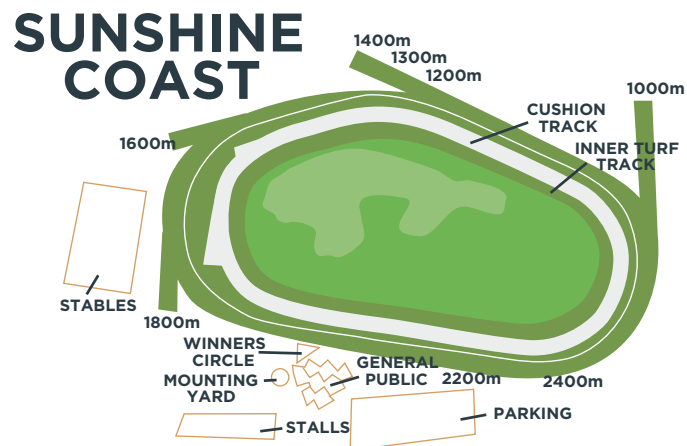 SUNSHINE
COAST
1400m
1300m
1200m
1000m
CUSHION
TRACK
1600m
INNER TURF
TRACK
STABLES
1800m
WINNERS
CIRCLE
GENERAL
PUBLIC
MOUNTING
YARD
2200m
2400m
STALLS
PARKING